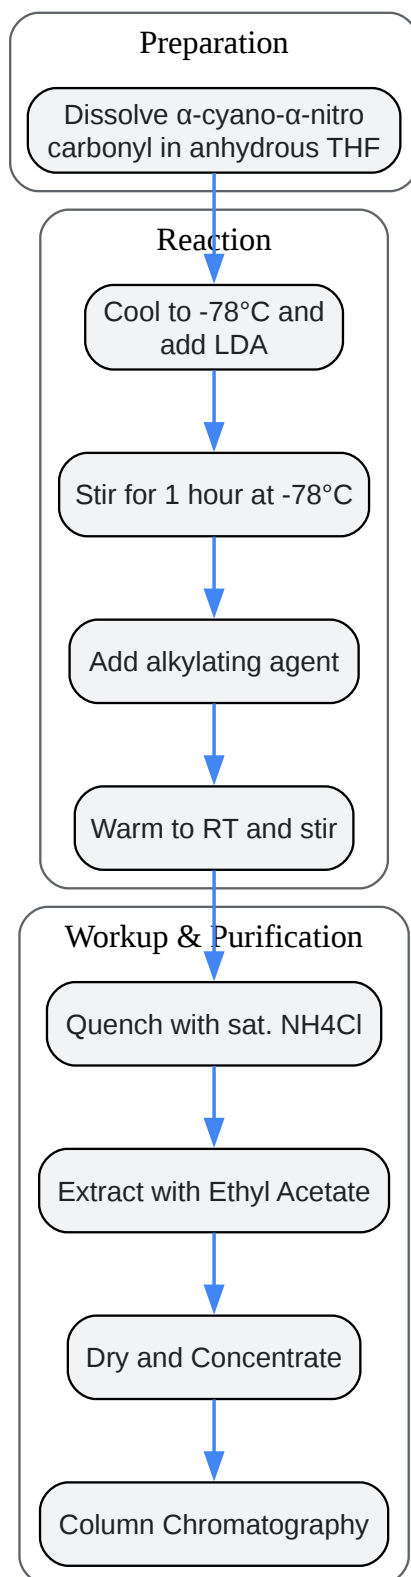 Preparation
Dissolve α-cyano-α-nitro
carbonyl in anhydrous THF
Reaction
Cool to -78°C and
add LDA
Stir for 1 hour at -78°C
Add alkylating agent
Warm to RT and stir
Workup & Purification
Quench with sat. NH4Cl
Extract with Ethyl Acetate
Dry and Concentrate
Column Chromatography